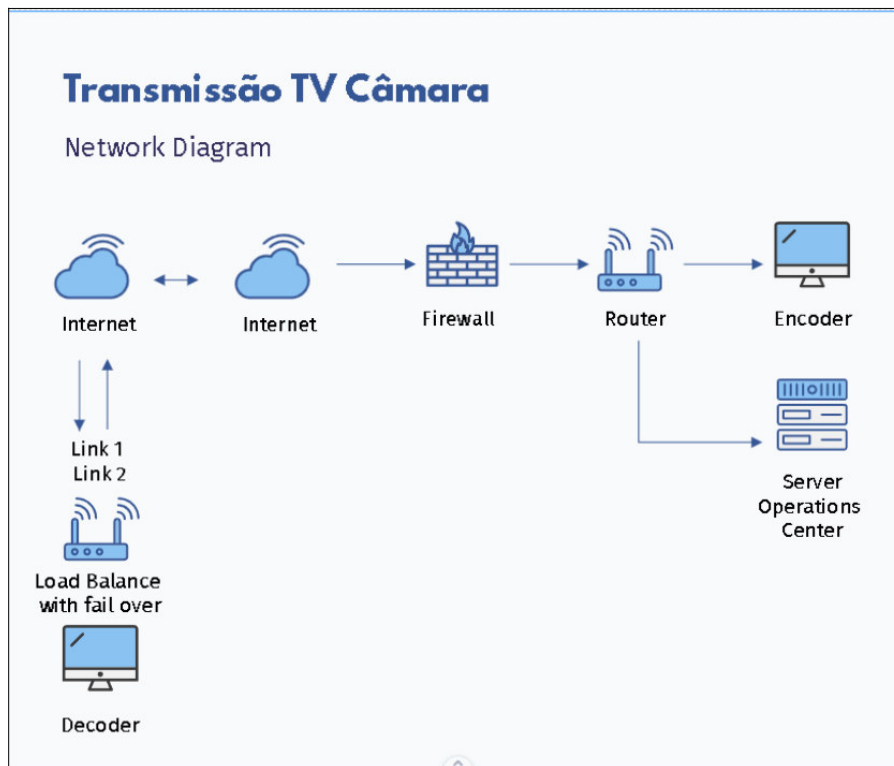 Transmissão TV Câmara
Network Diagram
Internet
Internet
Firewall
Router
Encoder
Link 1
Link 2
Server
Operations
Center
Load Balance
with fail over
Decoder